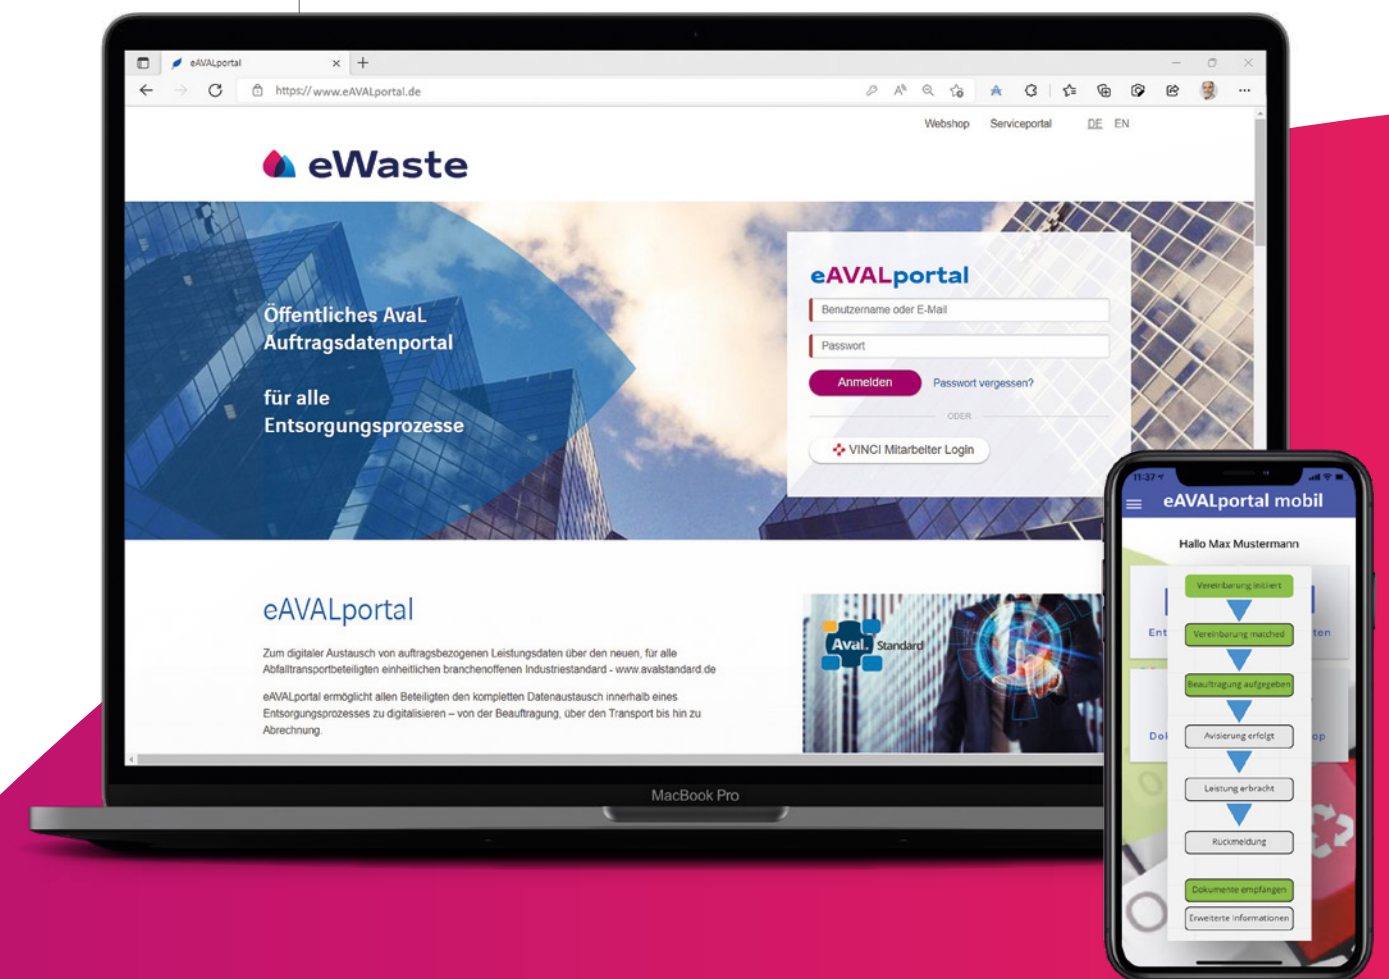 eAVALportal
https://www.eAVALportal.de
Webshop Serviceportal DE EN
eWaste
Öffentliches AvaL
Auftragsdatenportal
für alle
Entsorgungsprozesse
eAVALportal
Benutzername oder E-Mail
Passwort
Anmelden Passwort vergessen?
ODER
VINCI Mitarbeiter Login
eAVALportal
Zum digitaler Austausch von auftragsbezogenen Leistungsdaten über den neuen, für alle
Abfalltransportbeteiligten einheitlichen branchenoffenen Industriestandard - www.avalstandard.de
eAVALportal ermöglicht allen Beteiligten den kompletten Datenaustausch innerhalb eines
Entsorgungsprozesses zu digitalisieren – von der Beauftragung, über den Transport bis hin zu
Abrechnung.
Aval. Standard
MacBook Pro
11:37
eAVALportal mobil
Hallo Max Mustermann
Vereinbarung initiiert
Vereinbarung matched
Beauftragung aufgegeben
Avisierung erfolgt
Leistung erbracht
Rückmeldung
Dokumente empfangen
Erweiterte Informationen